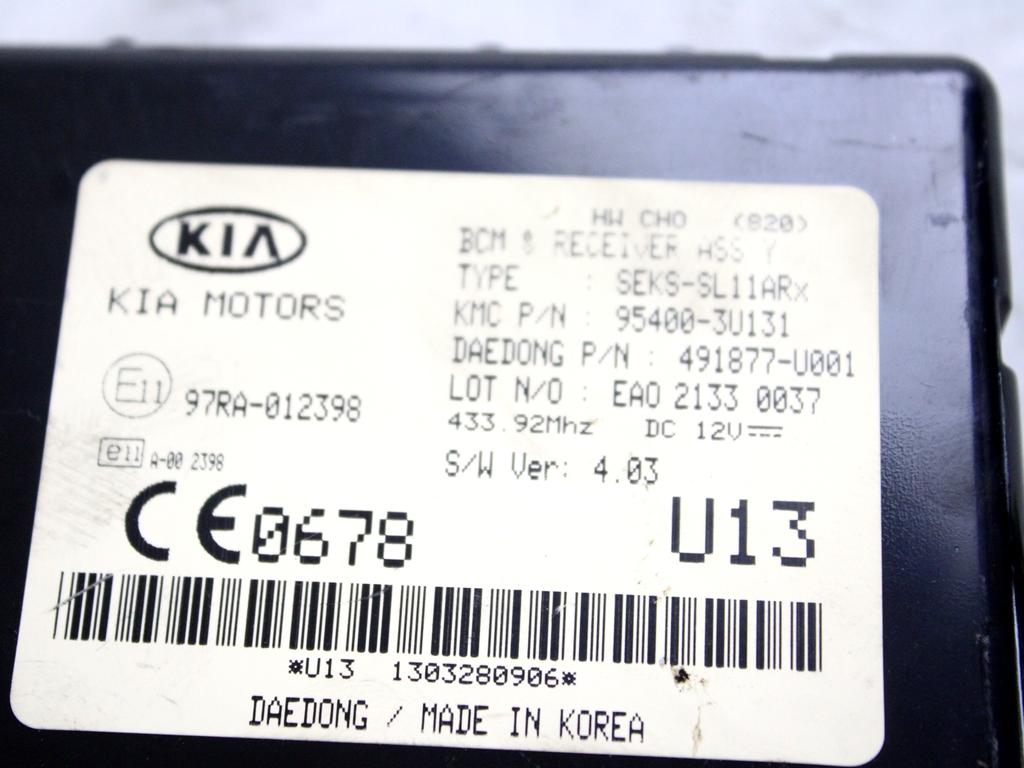 KIA
KIA MOTORS
E11 97RA-012398
e11 A-00 2398
CE0678
HW CHO (820)
BCM & RECEIVER ASS'Y
TYPE : SEKS-SL11ARx
KMC P/N : 95400-3U131
DAEDONG P/N : 491877-U001
LOT N/O : EAO 2133 0037
433.92Mhz DC 12V
S/W Ver: 4.03
U13
*U13 1303280906*
DAEDONG / MADE IN KOREA